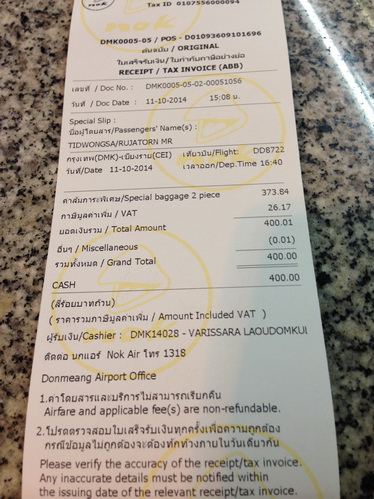 nok
Tax ID 0107556000094
DMK0005-05 / POS - D01093609101696
ต้นฉบับ / ORIGINAL
ใบเสร็จรับเงิน/ใบกำกับภาษีอย่างย่อ
RECEIPT / TAX INVOICE (ABB)
เลขที่ / Doc No. : DMK0005-05-02-00051056
วันที่ / Doc Date : 11-10-2014 15:08 น.
Special Slip :
ชื่อผู้โดยสาร/Passengers' Name(s) :
TIDWONGSA/RUJATORN MR
กรุงเทพ(DMK)-เชียงราย(CEI) เที่ยวบิน/Flight: DD8722
วันที่/Date 11-10-2014 เวลาออก/Dep.Time 16:40
ค่าสัมภาระพิเศษ/Special baggage 2 piece 373.84
ภาษีมูลค่าเพิ่ม / VAT 26.17
ยอดเงินรวม / Total Amount 400.01
อื่นๆ / Miscellaneous (0.01)
รวมทั้งหมด / Grand Total 400.00
CASH 400.00
(สี่ร้อยบาทถ้วน)
( ราคารวมภาษีมูลค่าเพิ่ม / Amount Included VAT )
ผู้รับเงิน/Cashier : DMK14028 - VARISSARA LAOUDOMKUI
ติดต่อ นกแอร์ Nok Air โทร 1318
Donmeang Airport Office
1.ค่าโดยสารและบริการไม่สามารถเรียกคืน
Airfare and applicable fee(s) are non-refundable.
2.โปรดตรวจสอบใบเสร็จรับเงินทุกครั้งเพื่อความถูกต้อง
กรณีข้อมูลไม่ถูกต้องจะต้องทักท้วงภายในวันเดียวกัน
Please verify the accuracy of the receipt/tax invoice.
Any inaccurate details must be notified within
the issuing date of the relevant receipt/tax invoice.